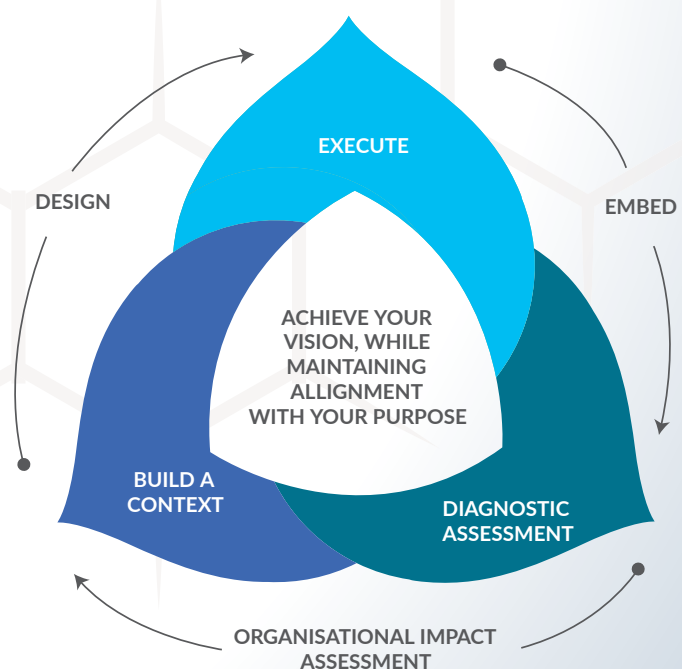 EXECUTE
DESIGN
EMBED
ACHIEVE YOUR
VISION, WHILE
MAINTAINING
ALLIGNMENT
WITH YOUR PURPOSE
BUILD A
CONTEXT
DIAGNOSTIC
ASSESSMENT
ORGANISATIONAL IMPACT
ASSESSMENT